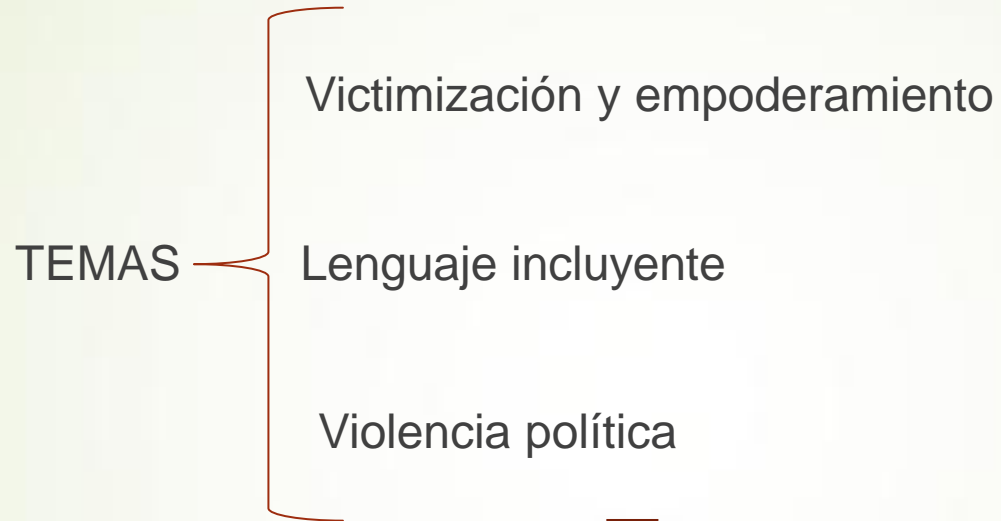 Victimización y empoderamiento
TEMAS
Lenguaje incluyente
Violencia política